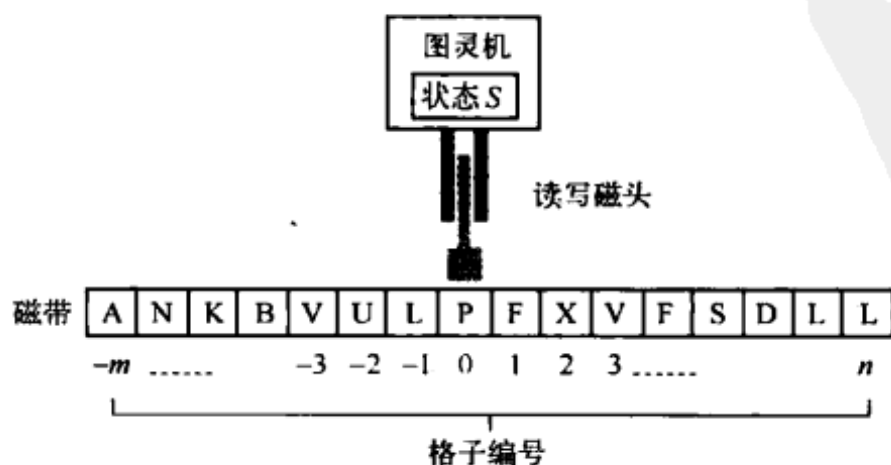 图灵机
状态S
读写磁头
磁带 A N K B V U L P F X V F S D L L
-m ...... -3 -2 -1 0 1 2 3 ...... n
格子编号